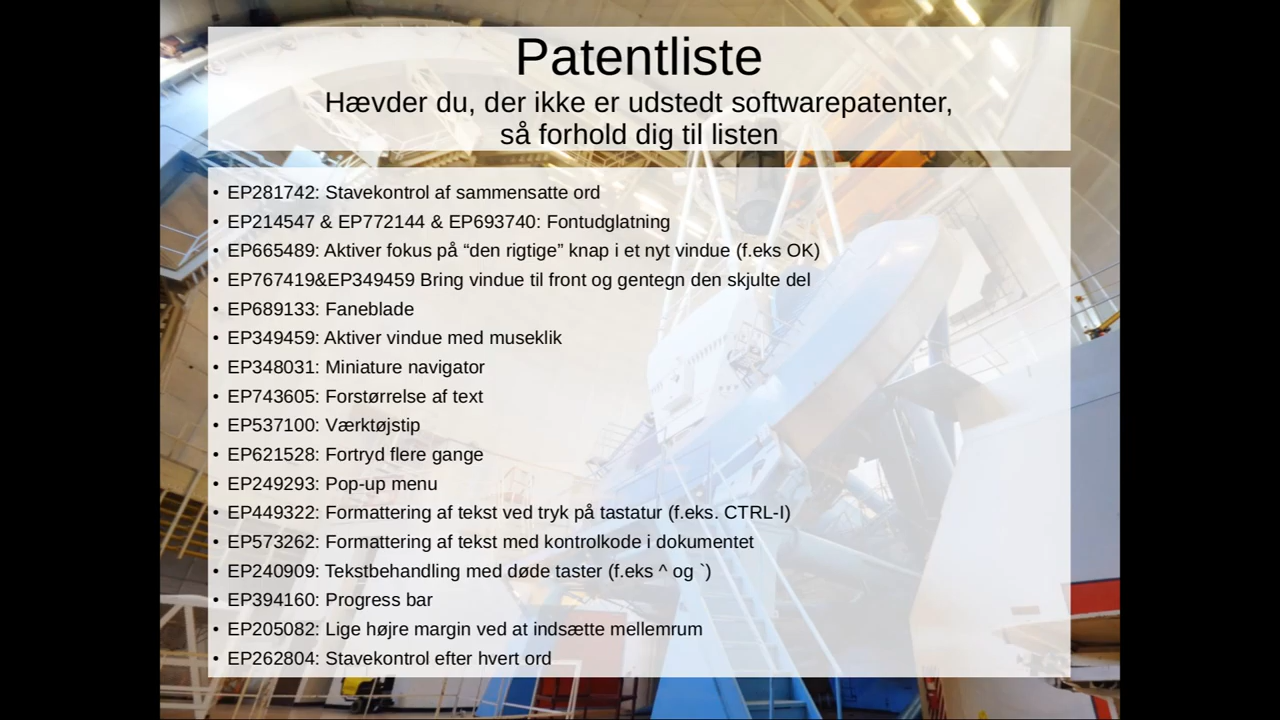 Patentliste
Hævder du, der ikke er udstedt softwarepatenter,
så forhold dig til listen
• EP281742: Stavekontrol af sammensatte ord
• EP214547 & EP772144 & EP693740: Fontudglatning
• EP665489: Aktiver fokus på “den rigtige” knap i et nyt vindue (f.eks OK)
• EP767419&EP349459 Bring vindue til front og gentegn den skjulte del
• EP689133: Faneblade
• EP349459: Aktiver vindue med museklik
• EP348031: Miniature navigator
• EP743605: Forstørrelse af text
• EP537100: Værktøjstip
• EP621528: Fortryd flere gange
• EP249293: Pop-up menu
• EP449322: Formattering af tekst ved tryk på tastatur (f.eks. CTRL-I)
• EP573262: Formattering af tekst med kontrolkode i dokumentet
• EP240909: Tekstbehandling med døde taster (f.eks ^ og `)
• EP394160: Progress bar
• EP205082: Lige højre margin ved at indsætte mellemrum
• EP262804: Stavekontrol efter hvert ord